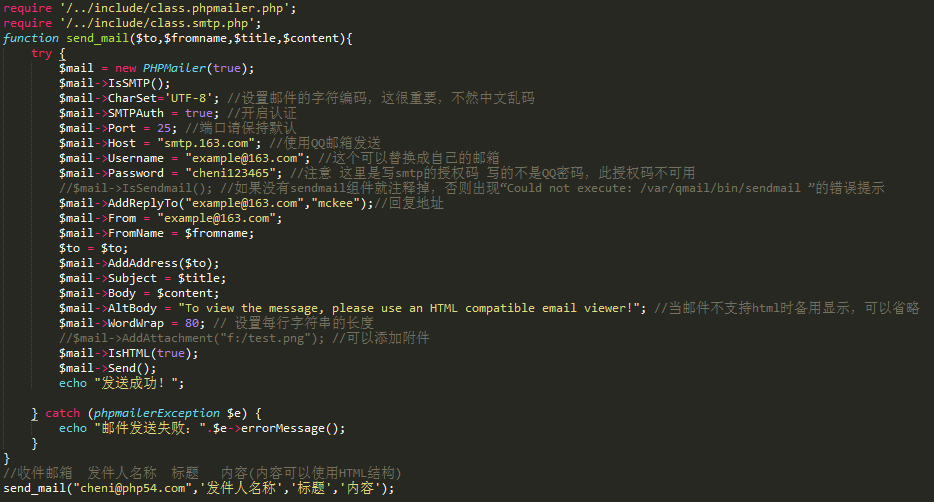 require '/../include/class.phpmailer.php';
require '/../include/class.smtp.php';
function send_mail($to,$fromname,$title,$content){
    try {
        $mail = new PHPMailer(true);
        $mail->IsSMTP();
        $mail->CharSet='UTF-8'; //设置邮件的字符编码，这很重要，不然中文乱码
        $mail->SMTPAuth = true; //开启认证
        $mail->Port = 25; //端口请保持默认
        $mail->Host = "smtp.163.com"; //使用QQ邮箱发送
        $mail->Username = "example@163.com"; //这个可以替换成自己的邮箱
        $mail->Password = "cheni123465"; //注意 这里是写smtp的授权码 写的不是QQ密码，此授权码不可用
        //$mail->IsSendmail(); //如果没有sendmail组件就注释掉，否则出现“Could not execute: /var/qmail/bin/sendmail ”的错误提示
        $mail->AddReplyTo("example@163.com","mckee");//回复地址
        $mail->From = "example@163.com";
        $mail->FromName = $fromname;
        $to = $to;
        $mail->AddAddress($to);
        $mail->Subject = $title;
        $mail->Body = $content;
        $mail->AltBody = "To view the message, please use an HTML compatible email viewer!"; //当邮件不支持html时备用显示，可以省略
        $mail->WordWrap = 80; // 设置每行字符串的长度
        //$mail->AddAttachment("f:/test.png"); //可以添加附件
        $mail->IsHTML(true);
        $mail->Send();
        echo "发送成功！";
    } catch (phpmailerException $e) {
        echo "邮件发送失败：".$e->errorMessage();
    }
}
//收件邮箱  发件人名称  标题   内容(内容可以使用HTML结构)
send_mail("cheni@php54.com",'发件人名称','标题','内容');